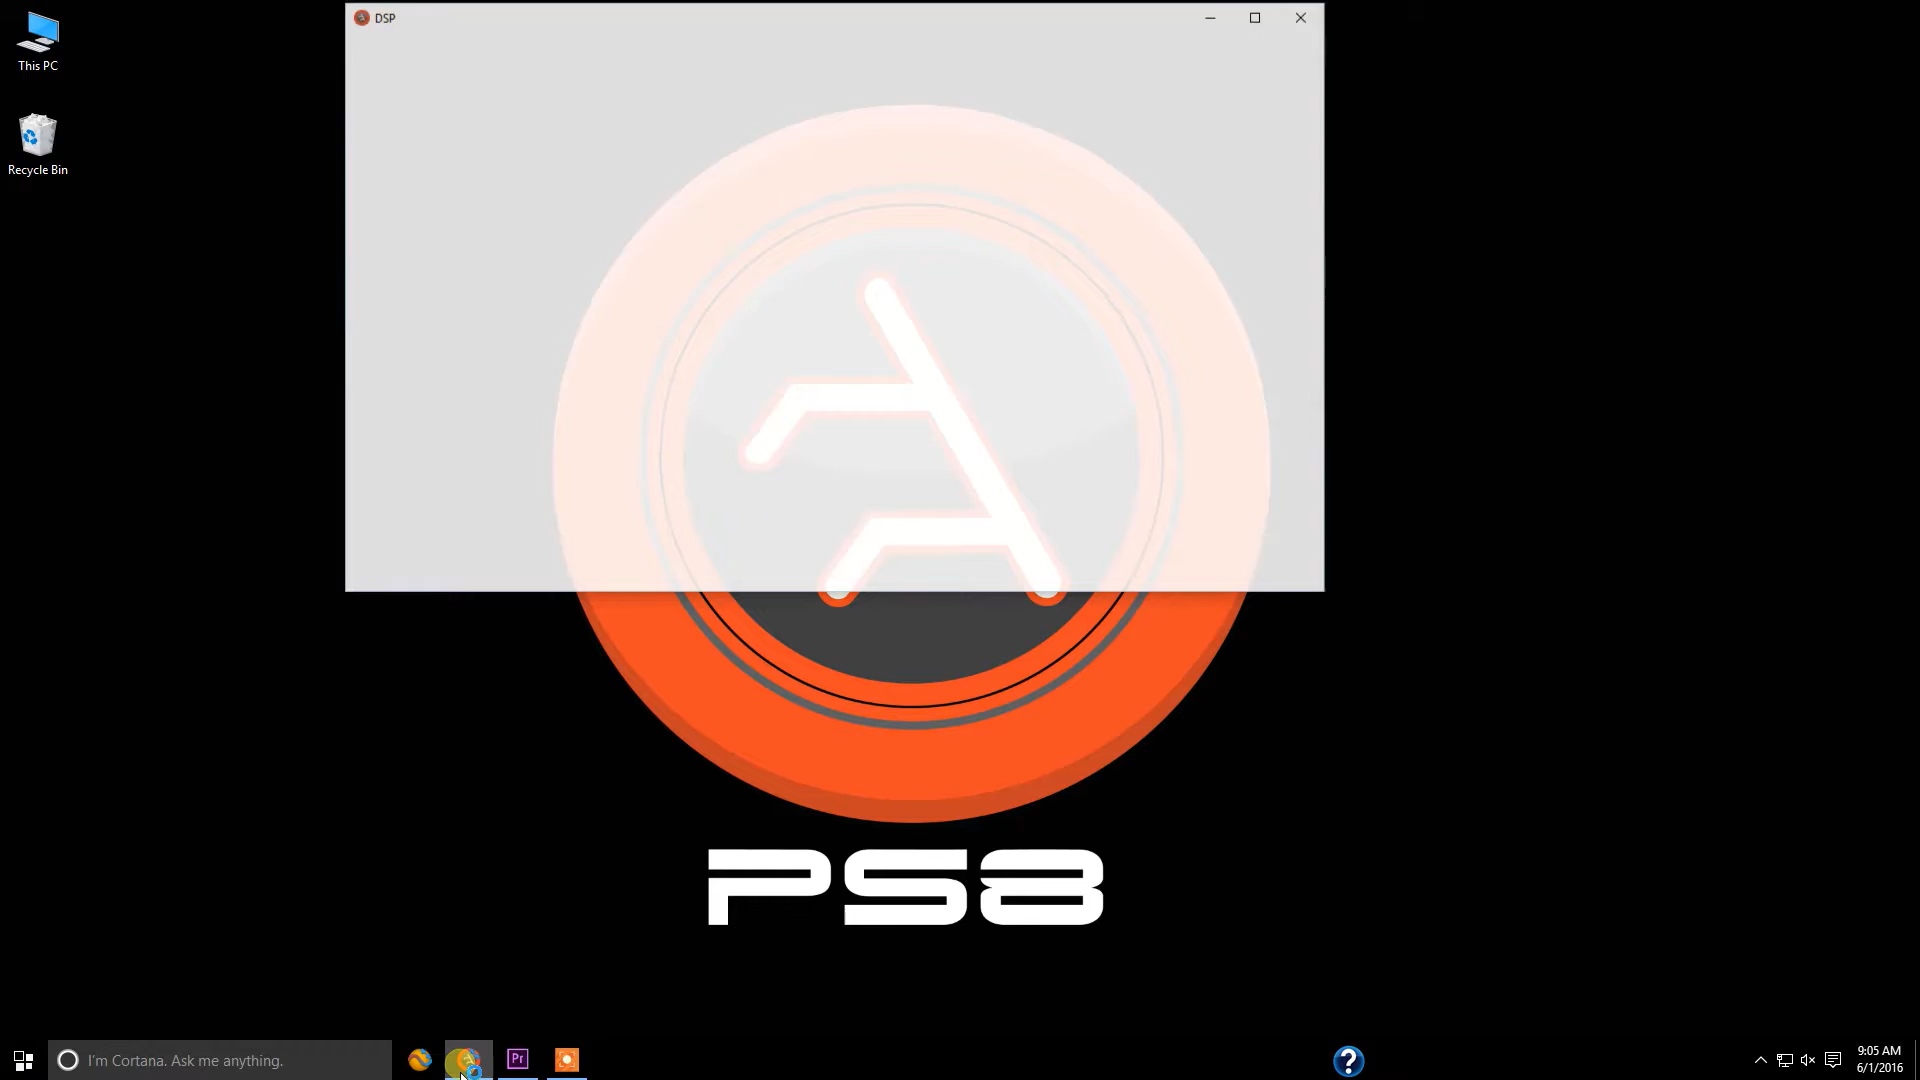 DSP
This PC
Recycle Bin
PS8
I'm Cortana. Ask me anything.
Pr
?
9:05 AM
6/1/2016